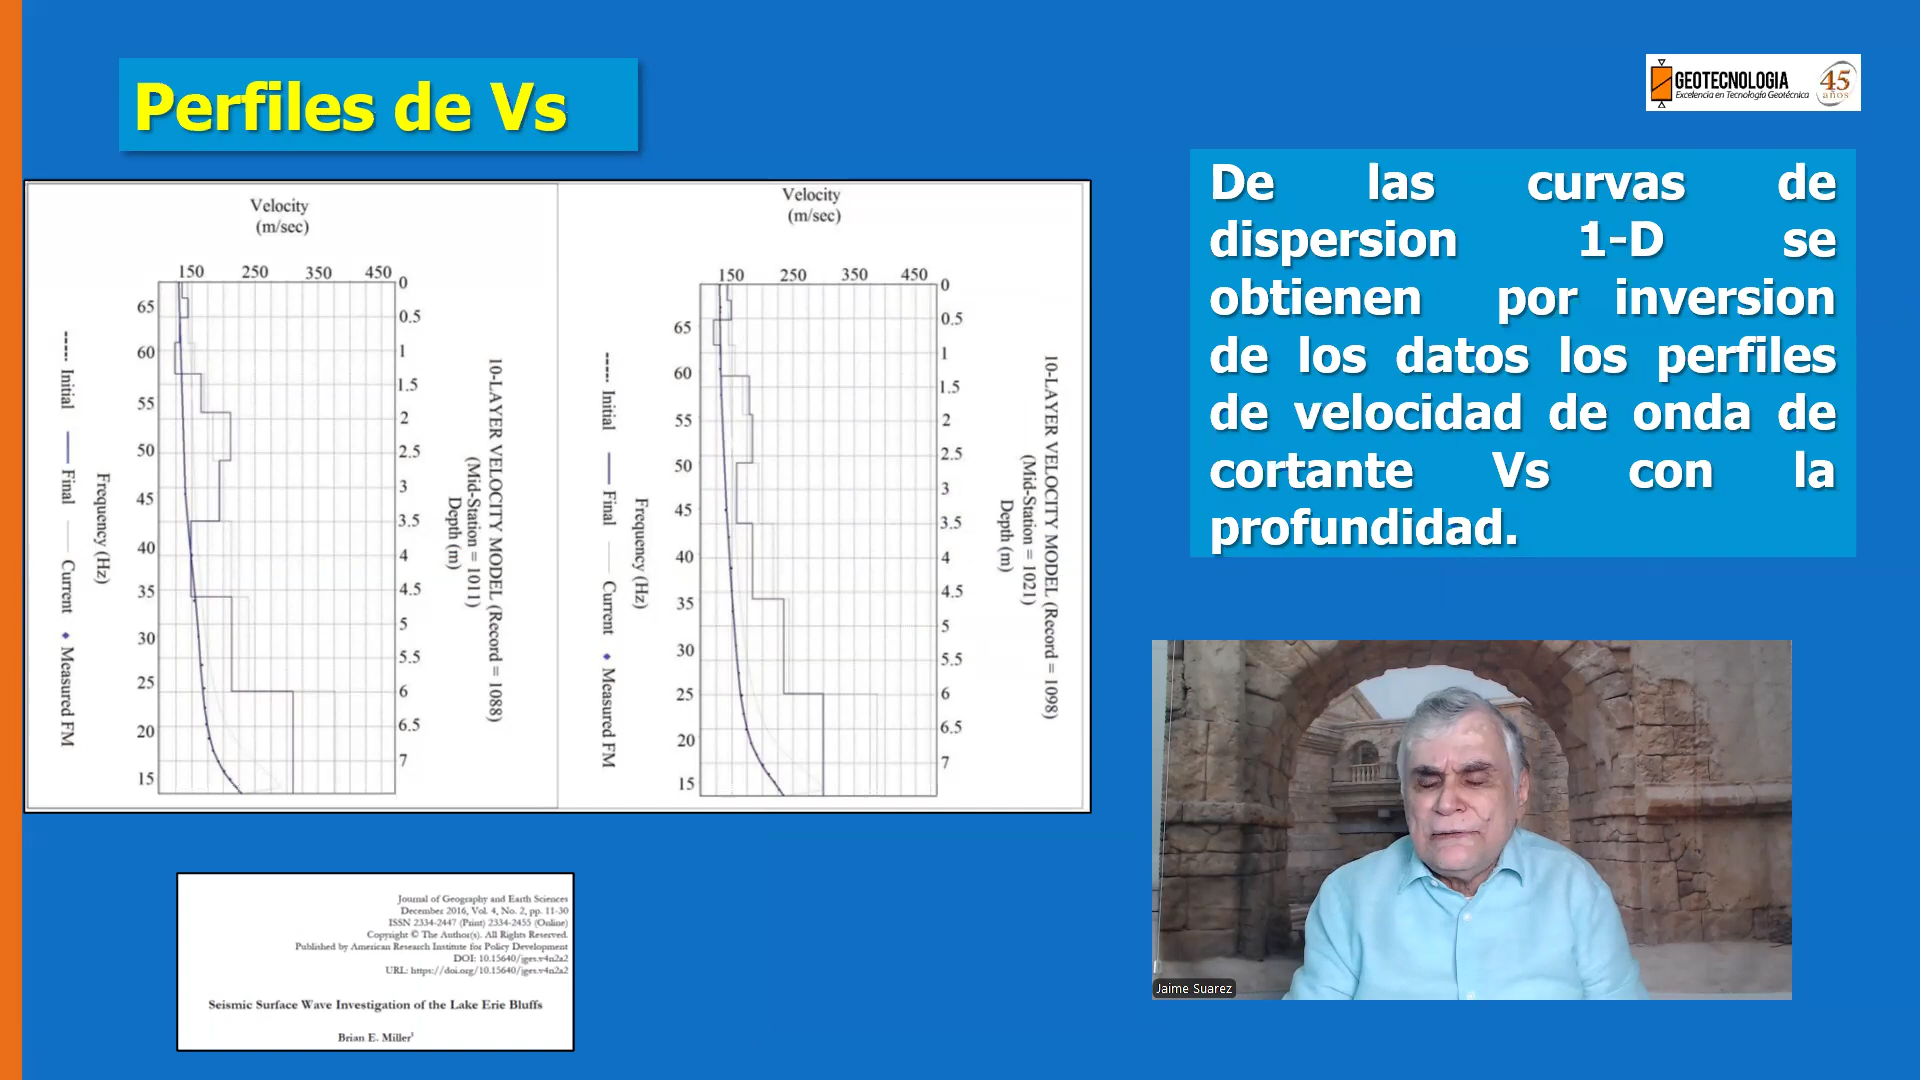 Perfiles de Vs
GEOTECNOLOGIA
Excelencia en Tecnología Geotécnica
45
años
De las curvas de
dispersion 1-D se
obtienen por inversion
de los datos los perfiles
de velocidad de onda de
cortante Vs con la
profundidad.
Velocity
(m/sec)
150 250 350 450
65
60
55
50
45
40
35
30
25
20
15
0
0.5
1
1.5
2
2.5
3
3.5
4
4.5
5
5.5
6
6.5
7
Depth (m)
(Mid-Station = 1011)
10-LAYER VELOCITY MODEL (Record = 1088)
Frequency (Hz)
Initial Final Current Measured FM
Velocity
(m/sec)
150 250 350 450
65
60
55
50
45
40
35
30
25
20
15
0
0.5
1
1.5
2
2.5
3
3.5
4
4.5
5
5.5
6
6.5
7
Depth (m)
(Mid-Station = 1021)
10-LAYER VELOCITY MODEL (Record = 1098)
Frequency (Hz)
Initial Final Current Measured FM
Journal of Geography and Earth Sciences
December 2016, Vol. 4, No. 2, pp. 11-30
ISSN 2334-2447 (Print) 2334-2455 (Online)
Copyright © The Author(s). All Rights Reserved.
Published by American Research Institute for Policy Development
DOI: 10.15640/jges.v4n2a2
URL: https://doi.org/10.15640/jges.v4n2a2
Seismic Surface Wave Investigation of the Lake Erie Bluffs
Brian E. Miller¹
Jaime Suarez